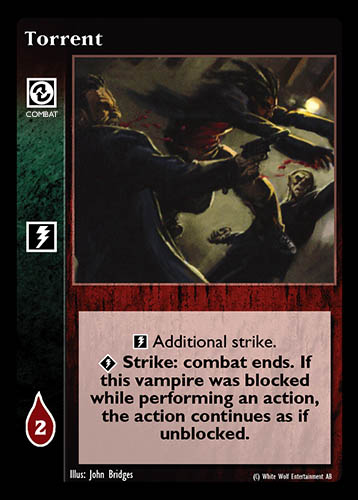 Torrent
COMBAT
Additional strike.
Strike: combat ends. If
this vampire was blocked
while performing an action,
the action continues as if
unblocked.
2
Illus: John Bridges
(C) White Wolf Entertainment AB